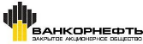 ВАНКОРНЕФТЬ
ЗАКРЫТОЕ АКЦИОНЕРНОЕ ОБЩЕСТВО